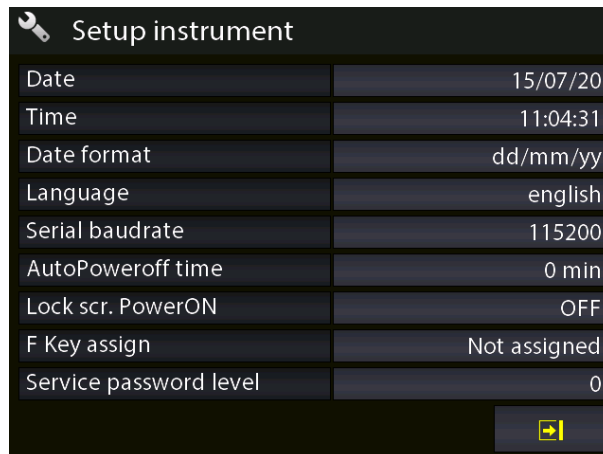 Setup instrument
Date 15/07/20
Time 11:04:31
Date format dd/mm/yy
Language english
Serial baudrate 115200
AutoPoweroff time 0 min
Lock scr. PowerON OFF
F Key assign Not assigned
Service password level 0